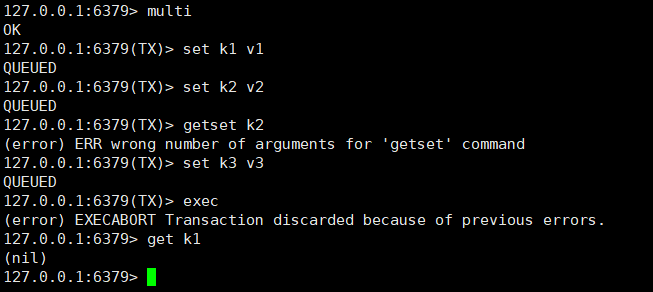 127.0.0.1:6379> multi
OK
127.0.0.1:6379(TX)> set k1 v1
QUEUED
127.0.0.1:6379(TX)> set k2 v2
QUEUED
127.0.0.1:6379(TX)> getset k2
(error) ERR wrong number of arguments for 'getset' command
127.0.0.1:6379(TX)> set k3 v3
QUEUED
127.0.0.1:6379(TX)> exec
(error) EXECABORT Transaction discarded because of previous errors.
127.0.0.1:6379> get k1
(nil)
127.0.0.1:6379>